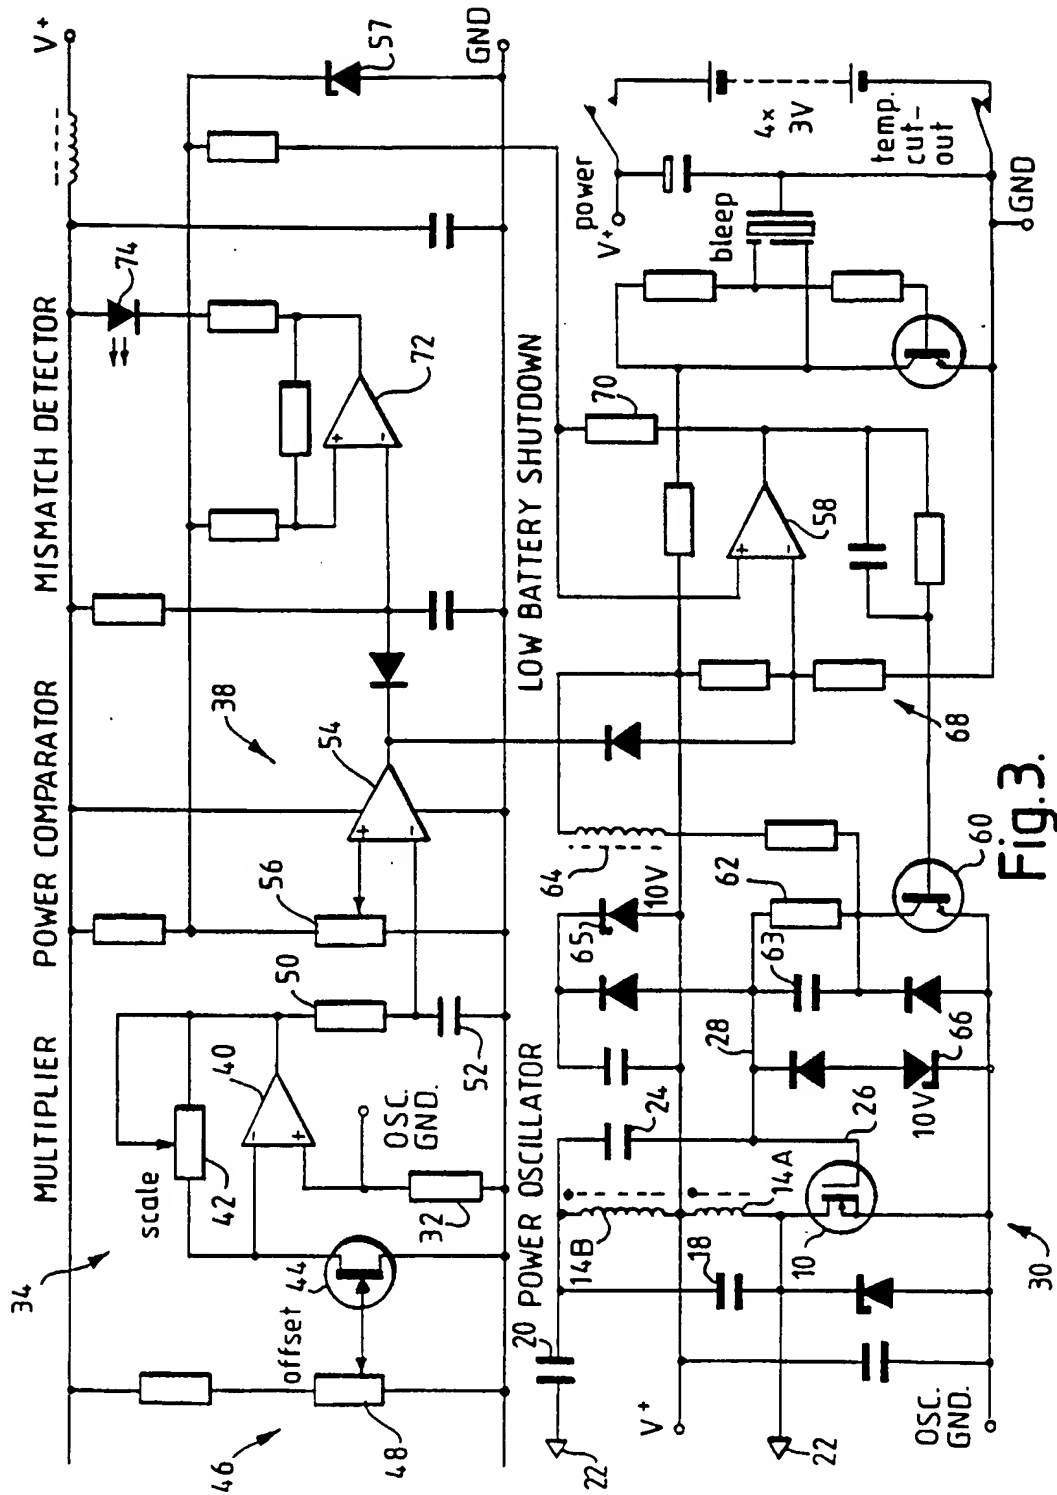 MULTIPLIER
POWER COMPARATOR
MISMATCH DETECTOR
V+
34
scale
42
40
50
56
54
38
72
74
57
offset
44
46
48
32
OSC.
GND.
52
GND
20
POWER OSCILLATOR
LOW BATTERY SHUTDOWN
22
14B
14A
18
24
26
28
65
10V
64
62
63
60
66
10V
10
30
V+
22
OSC.
GND.
68
58
70
bleep
power
V+
4x
3V
temp.
cut-
out
GND
Fig.3.
+
-
+
-
+
-
+
-